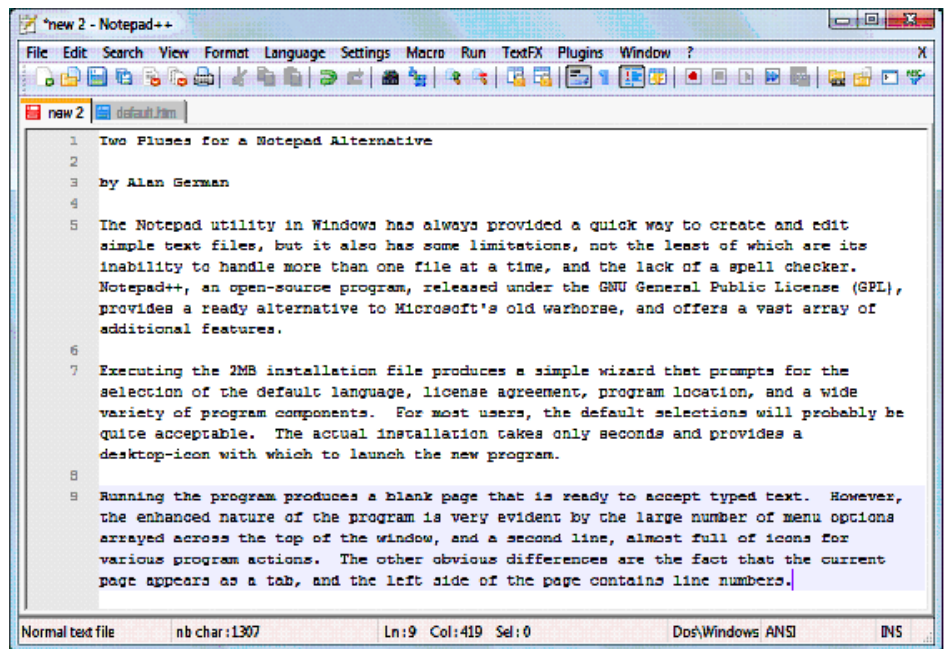 *new 2 - Notepad++
File Edit Search View Format Language Settings Macro Run TextFX Plugins Window ? X
new 2 default.htm
1 Two Pluses for a Notepad Alternative
2
3 by Alan German
4
5 The Notepad utility in Windows has always provided a quick way to create and edit
simple text files, but it also has some limitations, not the least of which are its
inability to handle more than one file at a time, and the lack of a spell checker.
Notepad++, an open-source program, released under the GNU General Public License (GPL),
provides a ready alternative to Microsoft's old warhorse, and offers a vast array of
additional features.
6
7 Executing the 2MB installation file produces a simple wizard that prompts for the
selection of the default language, license agreement, program location, and a wide
variety of program components.  For most users, the default selections will probably be
quite acceptable.  The actual installation takes only seconds and provides a
desktop-icon with which to launch the new program.
8
9 Running the program produces a blank page that is ready to accept typed text.  However,
the enhanced nature of the program is very evident by the large number of menu options
arrayed across the top of the window, and a second line, almost full of icons for
various program actions.  The other obvious differences are the fact that the current
page appears as a tab, and the left side of the page contains line numbers.
Normal text file nb char : 1307 Ln : 9 Col : 419 Sel : 0 Dos\Windows ANSI INS